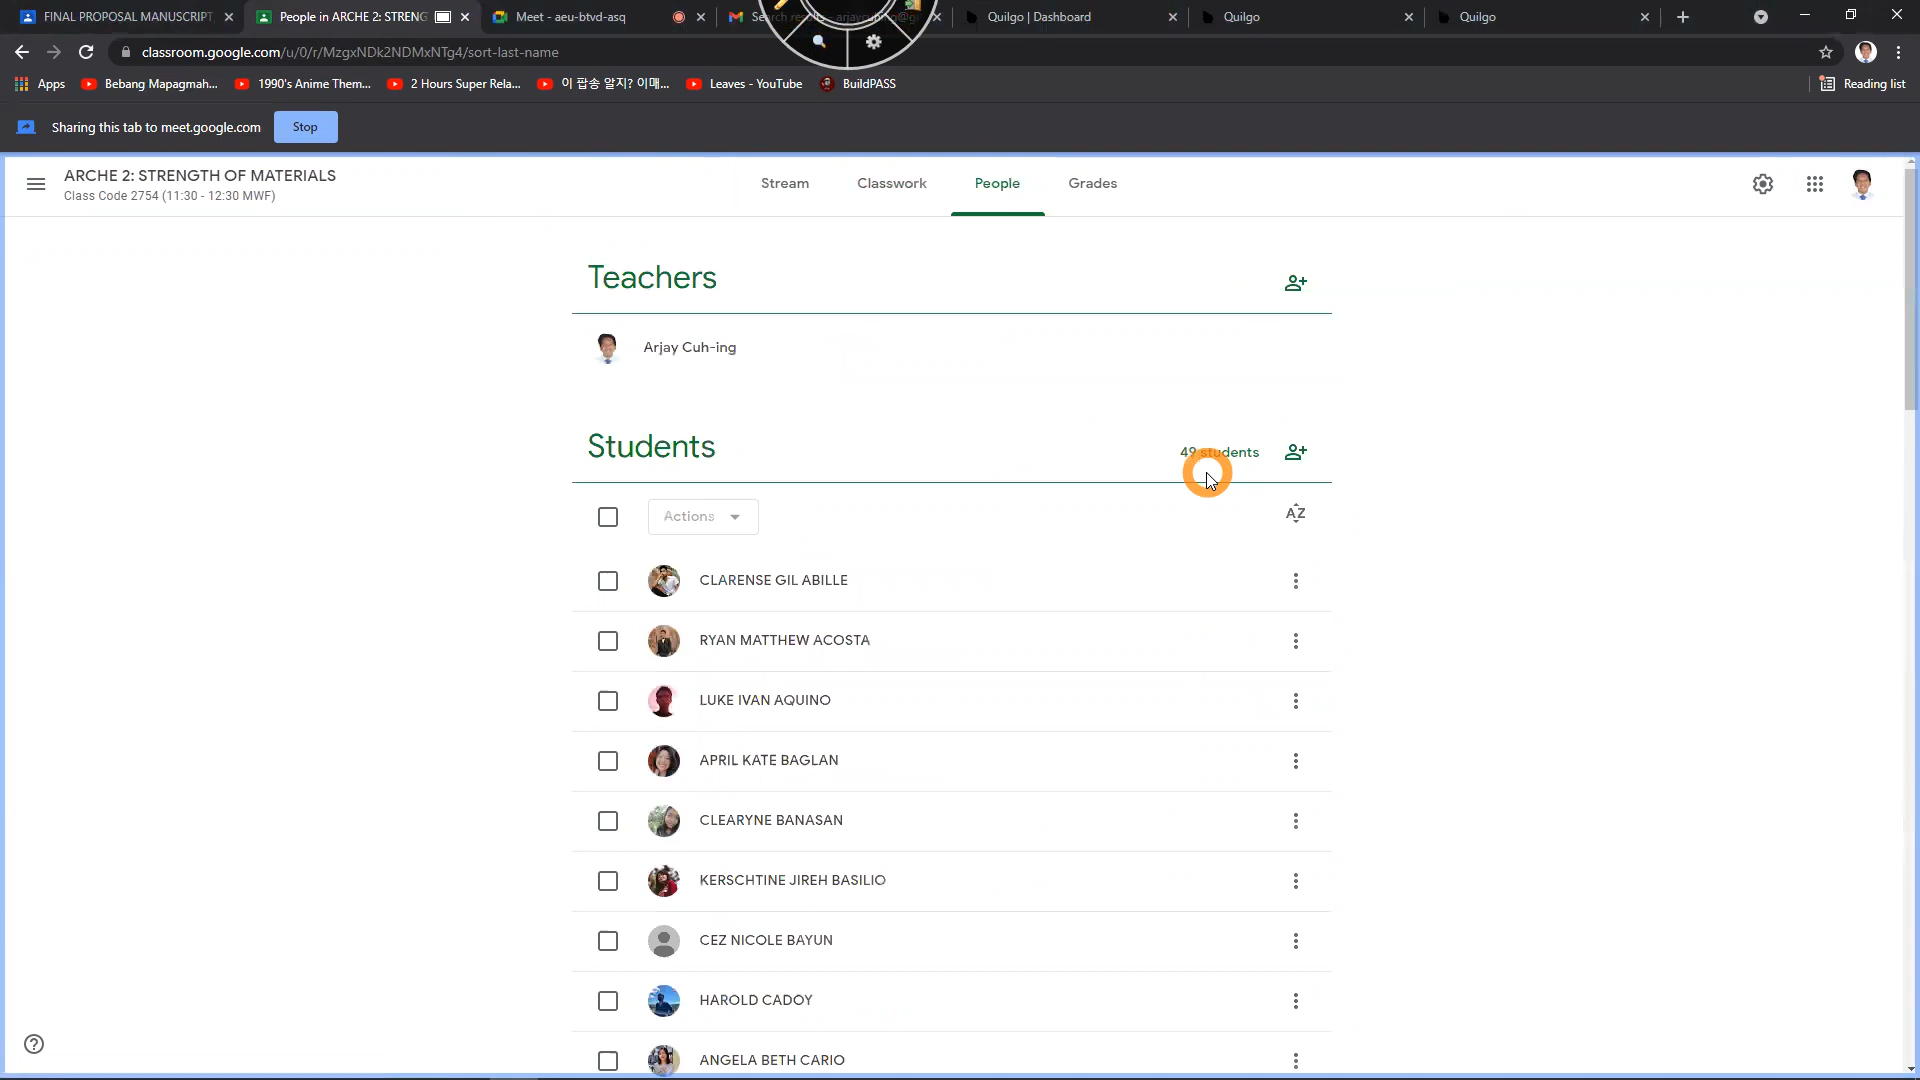 FINAL PROPOSAL MANUSCRIPT
People in ARCHE 2: STRENG
Meet - aeu-btvd-asq
Search
Quilgo | Dashboard
Quilgo
Quilgo
classroom.google.com/u/0/r/MzgxNDk2NDMxNTg4/sort-last-name
Apps
Bebang Mapagmah...
1990's Anime Them...
2 Hours Super Rela...
이 팝송 알지? 이매...
Leaves - YouTube
BuildPASS
Reading list
Sharing this tab to meet.google.com
Stop
ARCHE 2: STRENGTH OF MATERIALS
Class Code 2754 (11:30 - 12:30 MWF)
Stream
Classwork
People
Grades
Teachers
Arjay Cuh-ing
Students
49 students
Actions
AZ
CLARENSE GIL ABILLE
RYAN MATTHEW ACOSTA
LUKE IVAN AQUINO
APRIL KATE BAGLAN
CLEARYNE BANASAN
KERSCHTINE JIREH BASILIO
CEZ NICOLE BAYUN
HAROLD CADOY
ANGELA BETH CARIO